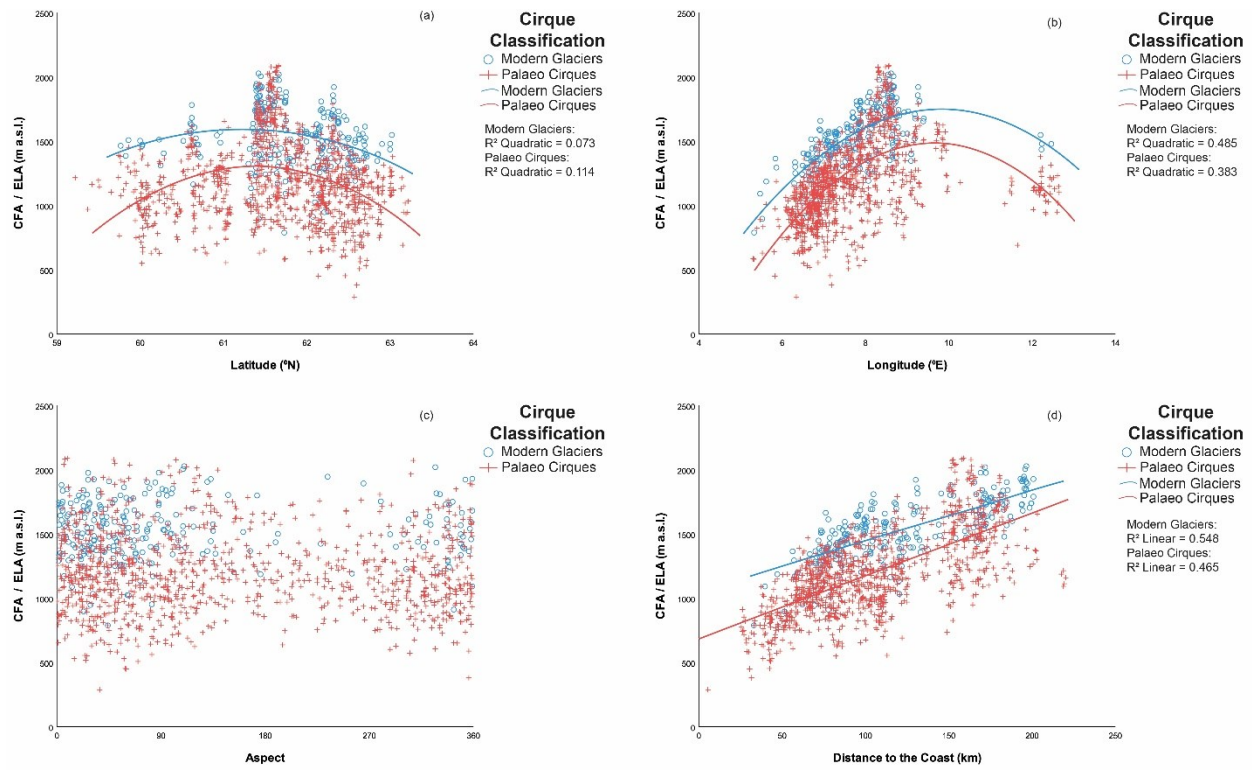 (a)
2500
2000
1500
1000
500
0
CFA / ELA (m a.s.l.)
59
60
61
62
63
64
Latitude (⁰N)
Cirque
Classification
Modern Glaciers
Palaeo Cirques
Modern Glaciers
Palaeo Cirques
Modern Glaciers:
R² Quadratic = 0.073
Palaeo Cirques:
R² Quadratic = 0.114
(b)
2500
2000
1500
1000
500
0
CFA / ELA (m a.s.l.)
4
6
8
10
12
14
Longitude (⁰E)
Cirque
Classification
Modern Glaciers
Palaeo Cirques
Modern Glaciers
Palaeo Cirques
Modern Glaciers:
R² Quadratic = 0.485
Palaeo Cirques:
R² Quadratic = 0.383
(c)
2500
2000
1500
1000
500
0
CFA / ELA (m a.s.l.)
0
90
180
270
360
Aspect
Cirque
Classification
Modern Glaciers
Palaeo Cirques
(d)
2500
2000
1500
1000
500
0
CFA / ELA (m a.s.l.)
0
50
100
150
200
250
Distance to the Coast (km)
Cirque
Classification
Modern Glaciers
Palaeo Cirques
Modern Glaciers
Palaeo Cirques
Modern Glaciers:
R² Linear = 0.548
Palaeo Cirques:
R² Linear = 0.465